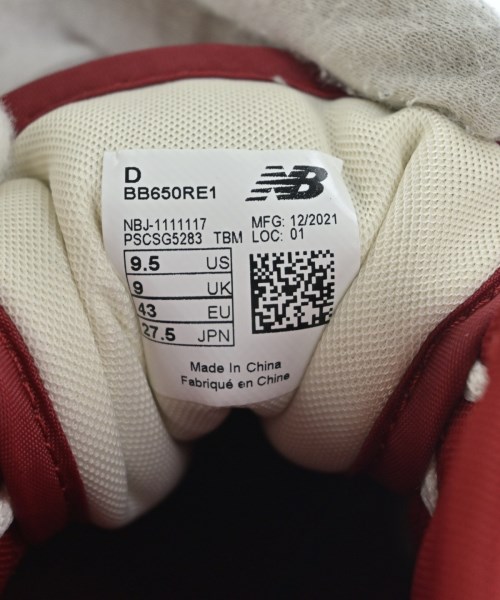 D
BB650RE1
NB
NBJ-1111117
PSCSG5283 TBM
MFG: 12/2021
LOC: 01
9.5 US
9 UK
43 EU
27.5 JPN
Made In China
Fabriqué en Chine